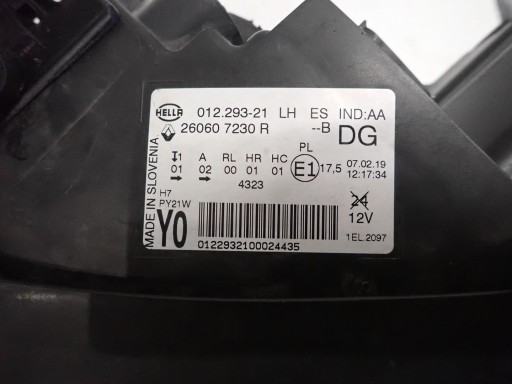 HELLA 012.293-21 LH ES IND:AA
26060 7230 R --B DG
PL
1 A RL HR HC
01 02 00 01 01 E1 17,5 07.02.19
4323 12:17:34
H7
PY21W
24
12V
Y0
1EL.2097
0122932100024435
MADE IN SLOVENIA